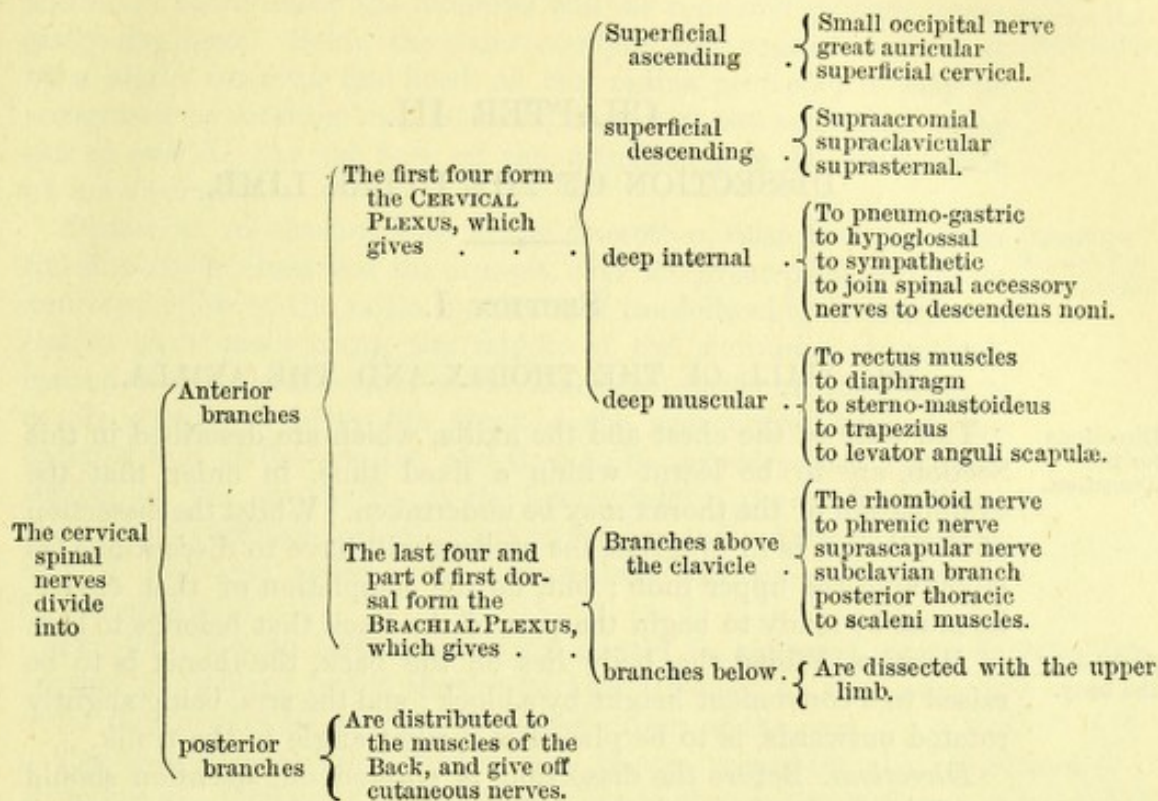 The cervical
spinal
nerves
divide
into
Anterior
branches
The first four form
the CERVICAL
PLEXUS, which
gives . . .
Superficial
ascending .
Small occipital nerve
great auricular
superficial cervical.
superficial
descending .
Supraacromial
supraclavicular
suprasternal.
deep internal .
To pneumo-gastric
to hypoglossal
to sympathetic
to join spinal accessory
nerves to descendens noni.
deep muscular .
To rectus muscles
to diaphragm
to sterno-mastoideus
to trapezius
to levator anguli scapulæ.
The last four and
part of first dor-
sal form the
BRACHIAL PLEXUS,
which gives . .
Branches above
the clavicle .
The rhomboid nerve
to phrenic nerve
suprascapular nerve
subclavian branch
posterior thoracic
to scaleni muscles.
branches below.
Are dissected with the upper
limb.
posterior
branches
Are distributed to
the muscles of the
Back, and give off
cutaneous nerves.